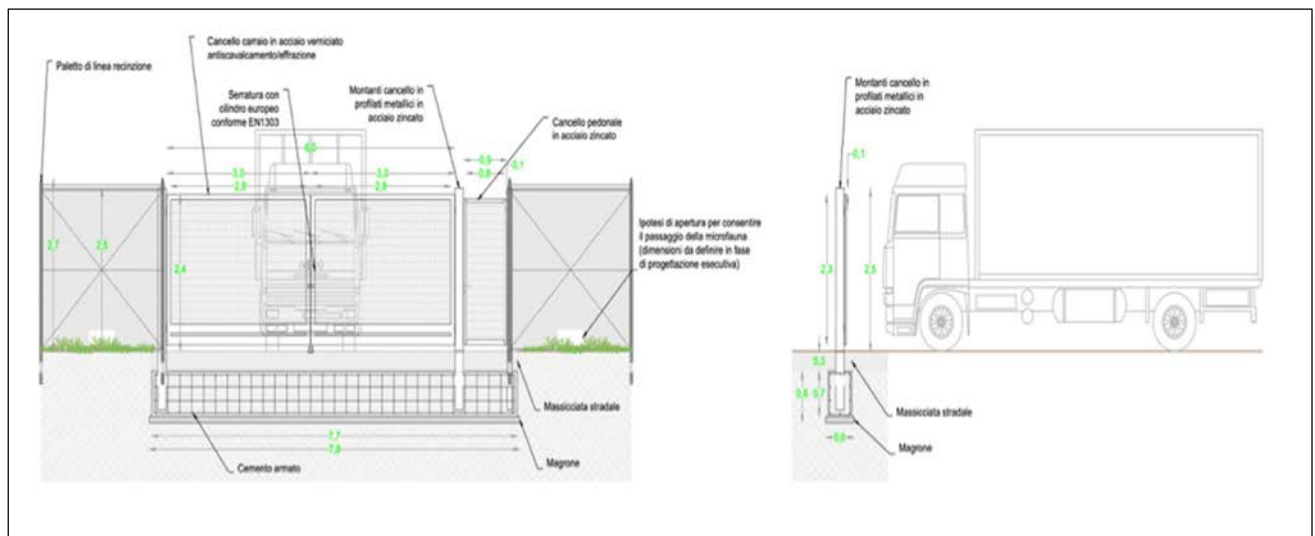 Cancello carraio in acciaio verniciato
antiscavalcamento/effrazione
Paletto di linea recinzione
Serratura con
cilindro europeo
conforme EN1303
Montanti cancello in
profilati metallici in
acciaio zincato
Cancello pedonale
in acciaio zincato
6,0
3,0
3,0
2,8
2,8
0,9
0,8
0,1
2,7
2,5
2,4
Ipotesi di apertura per consentire
il passaggio della microfauna
(dimensioni da definire in fase
di progettazione esecutiva)
Massicciata stradale
7,7
7,8
Cemento armato
Magrone
Montanti cancello in
profilati metallici in
acciaio zincato
0,1
2,3
2,5
0,3
0,8
0,7
Massicciata stradale
Magrone